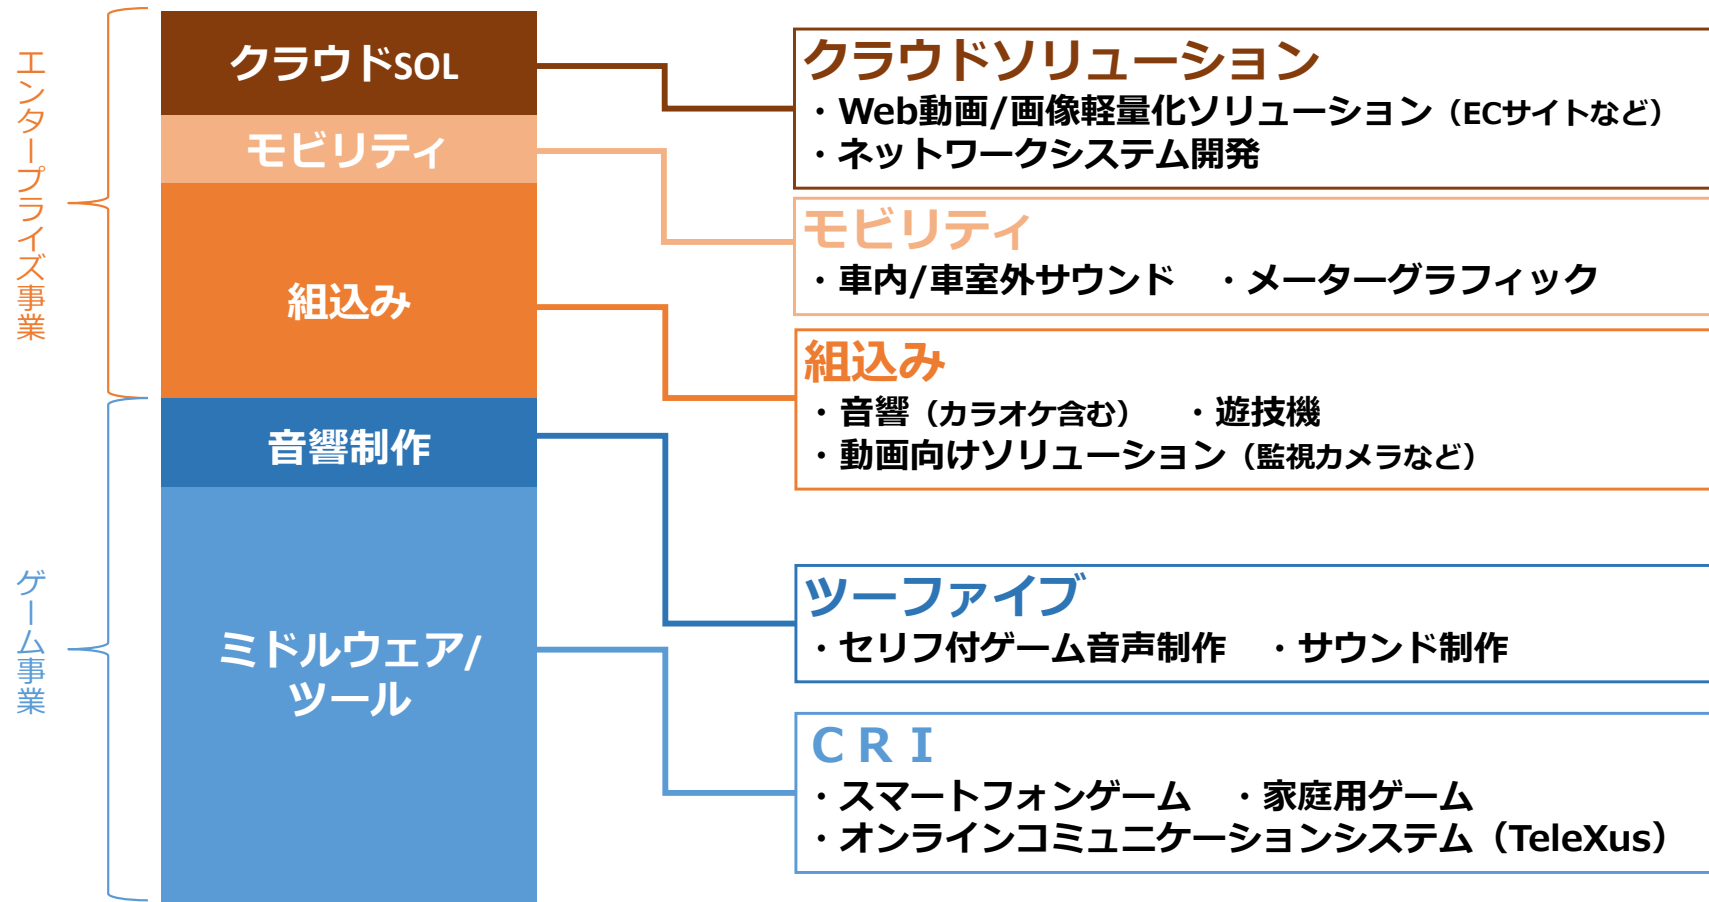 エンタープライズ事業
クラウドSOL
モビリティ
組込み
ゲーム事業
音響制作
ミドルウェア/
ツール
クラウドソリューション
・Web動画/画像軽量化ソリューション（ECサイトなど）
・ネットワークシステム開発
モビリティ
・車内/車室外サウンド　・メーターグラフィック
組込み
・音響（カラオケ含む）　・遊技機
・動画向けソリューション（監視カメラなど）
ツーファイブ
・セリフ付ゲーム音声制作　・サウンド制作
ＣＲＩ
・スマートフォンゲーム　・家庭用ゲーム
・オンラインコミュニケーションシステム（TeleXus）